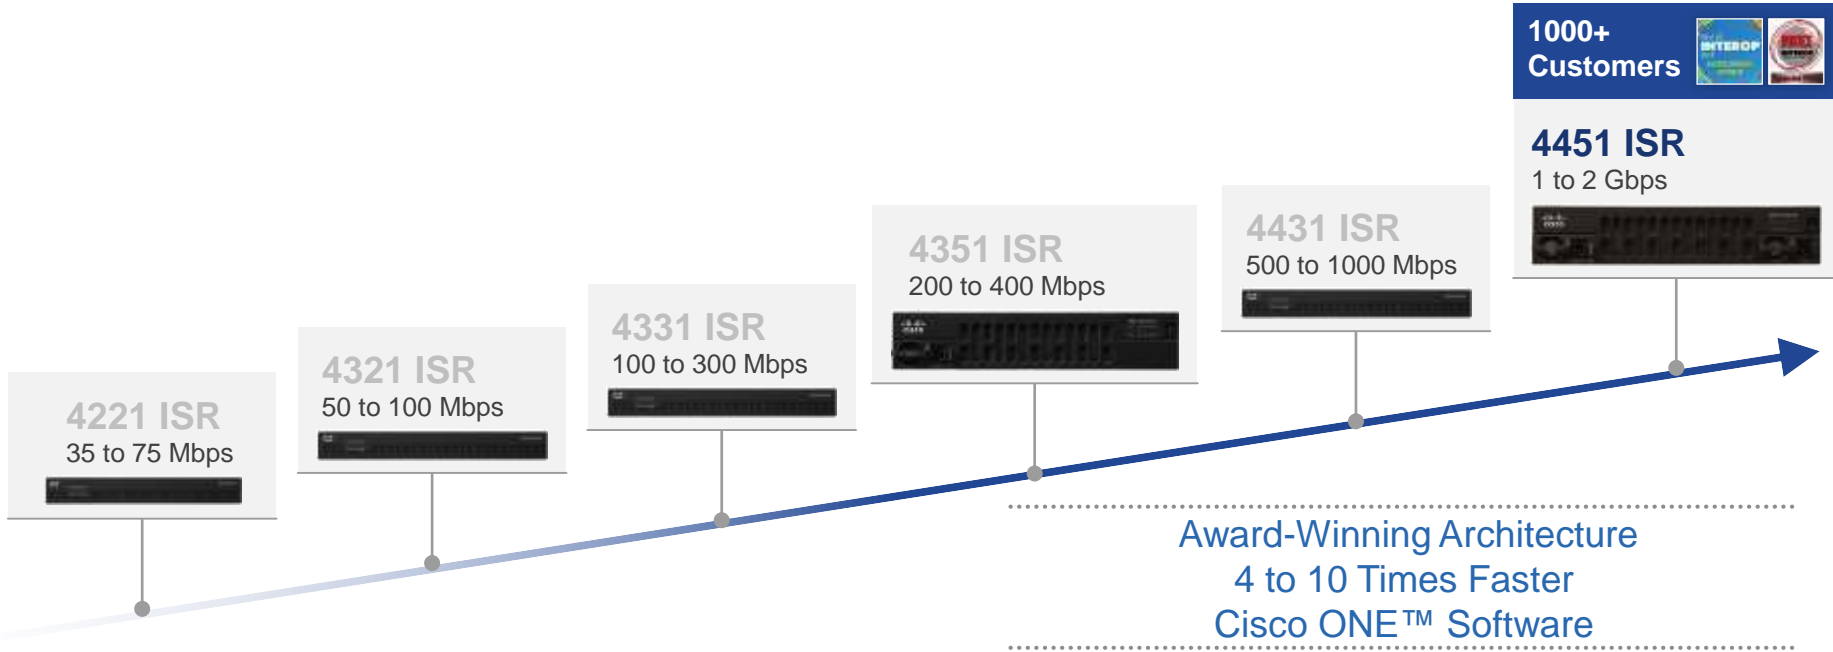 1000+
Customers
INTEROP
4451 ISR
1 to 2 Gbps
4431 ISR
500 to 1000 Mbps
4351 ISR
200 to 400 Mbps
4331 ISR
100 to 300 Mbps
4321 ISR
50 to 100 Mbps
4221 ISR
35 to 75 Mbps
Award-Winning Architecture
4 to 10 Times Faster
Cisco ONE™ Software